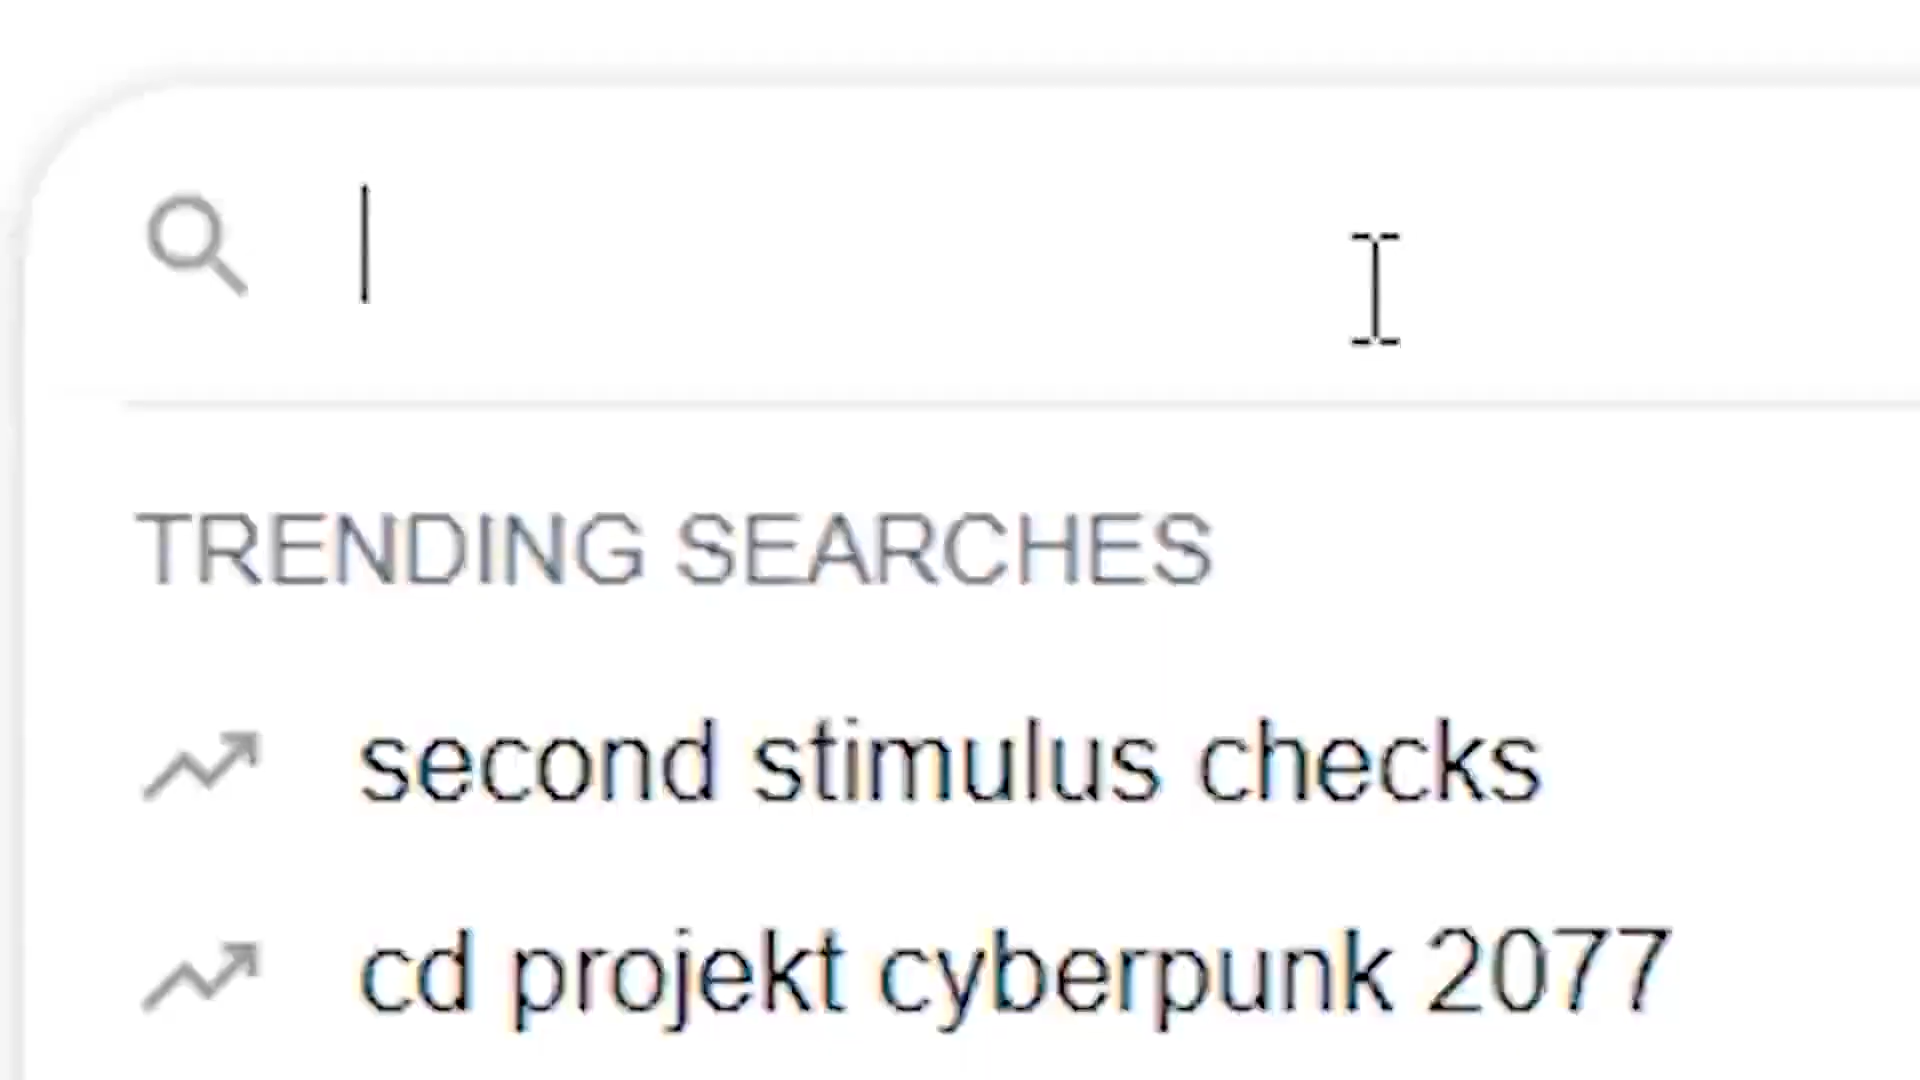 TRENDING SEARCHES
second stimulus checks
cd projekt cyberpunk 2077